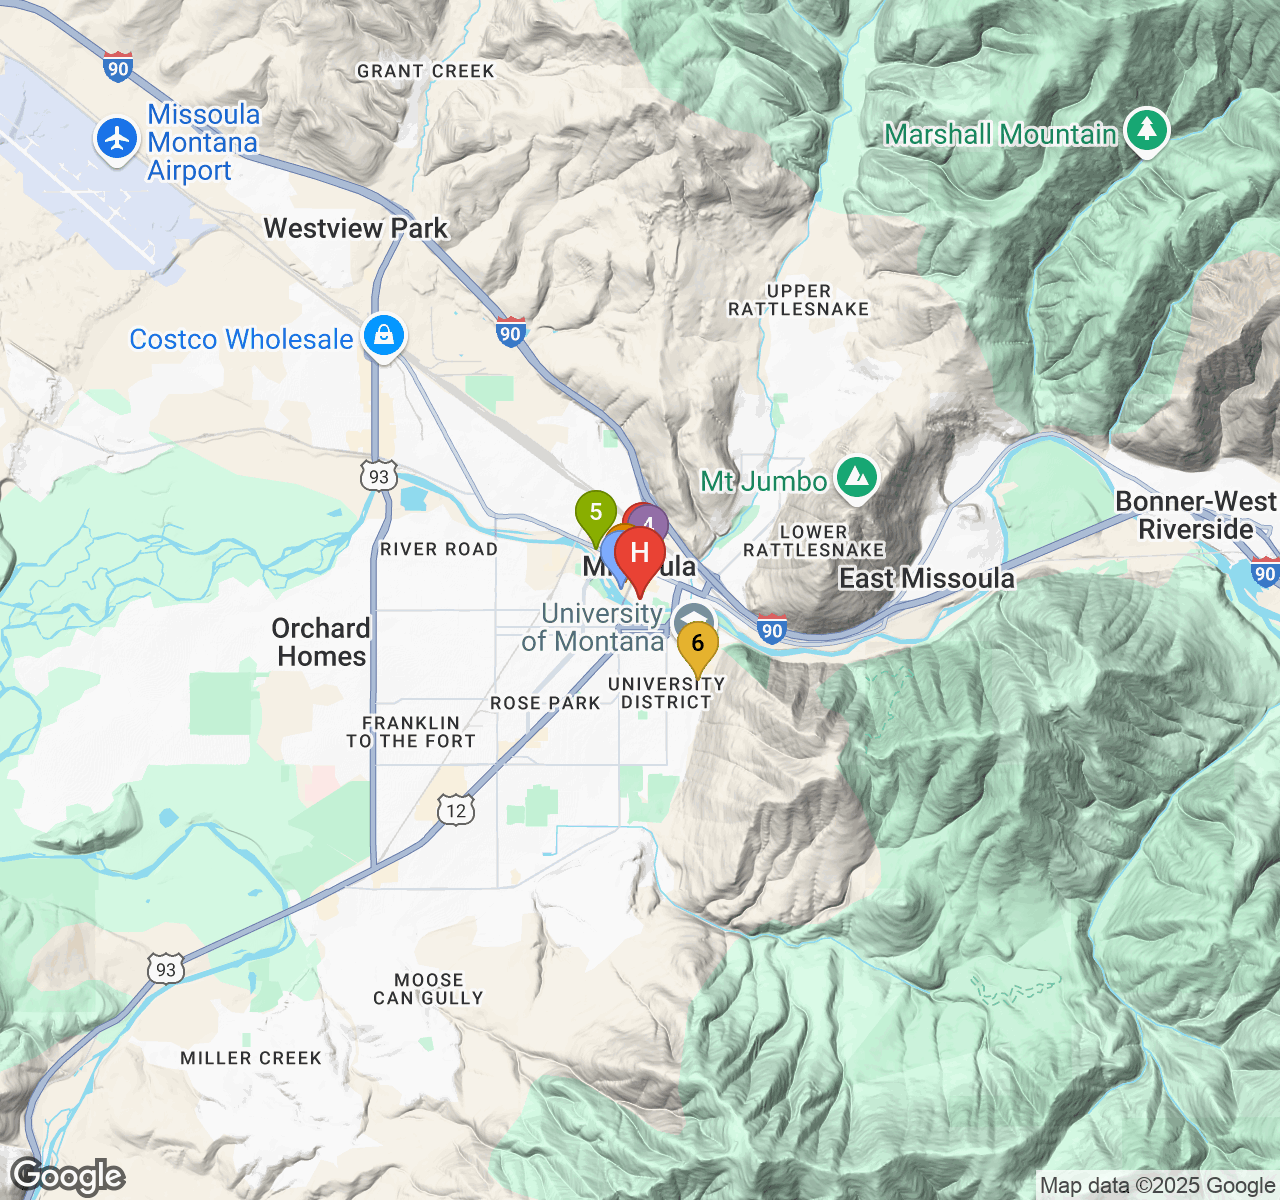 GRANT CREEK
90
Missoula
Montana
Airport
Marshall Mountain
Westview Park
UPPER
RATTLESNAKE
90
Costco Wholesale
93
Mt Jumbo
Bonner-West
Riverside
5
4
LOWER
RATTLESNAKE
RIVER ROAD
H
East Missoula
90
University
of Montana
90
Orchard
Homes
6
UNIVERSITY
DISTRICT
ROSE PARK
FRANKLIN
TO THE FORT
12
93
MOOSE
CAN GULLY
MILLER CREEK
Google
Map data ©2025 Google